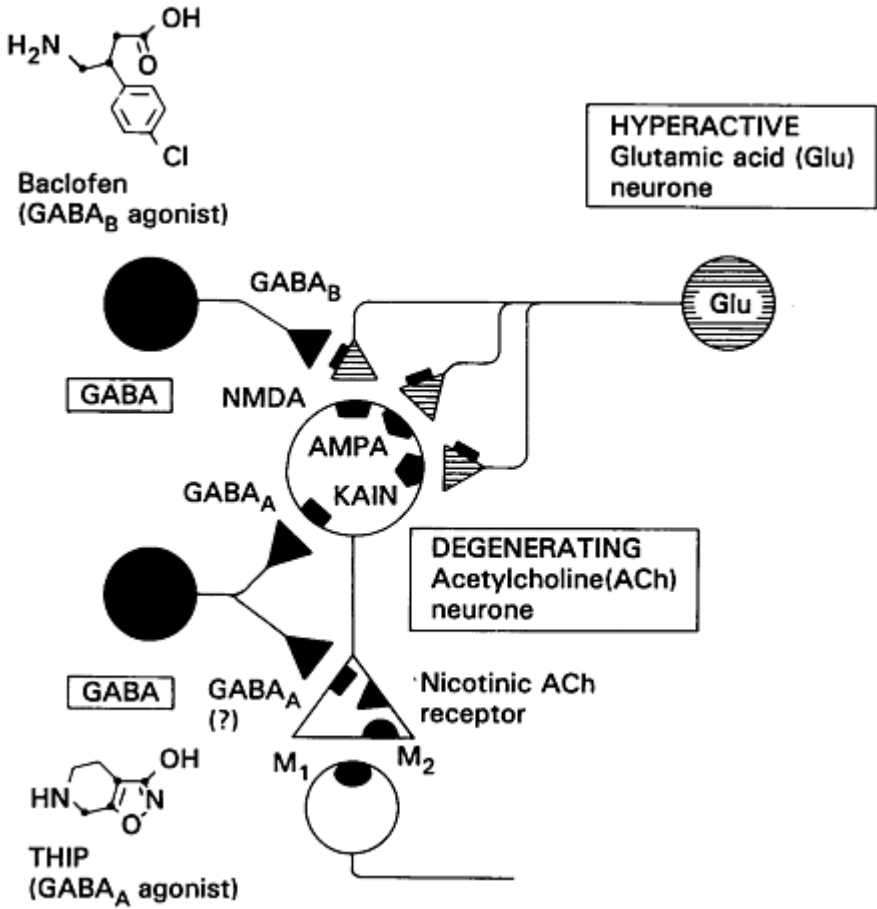 OH
H₂N
O
Cl
Baclofen
(GABA_B agonist)
HYPERACTIVE
Glutamic acid (Glu)
neurone
GABA_B
Glu
GABA
NMDA
AMPA
KAIN
GABA_A
DEGENERATING
Acetylcholine(ACh)
neurone
GABA
GABA_A
(?)
Nicotinic ACh
receptor
M₁
M₂
OH
HN
N
O
THIP
(GABA_A agonist)